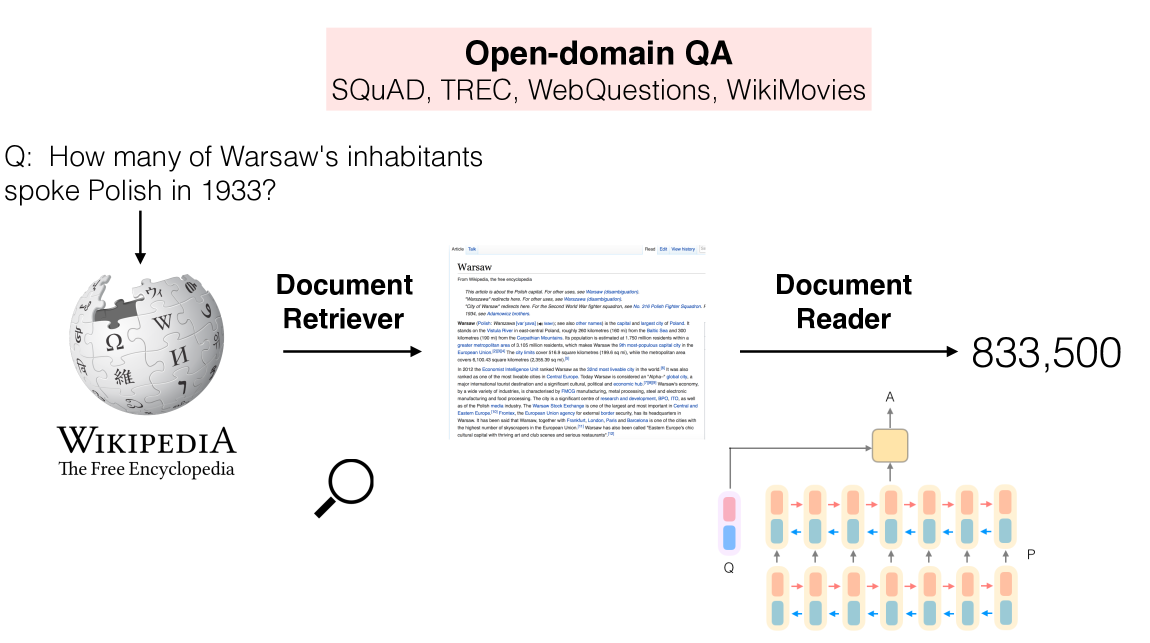 Open-domain QA
SQuAD, TREC, WebQuestions, WikiMovies
Q: How many of Warsaw's inhabitants
spoke Polish in 1933?
Ω
W
И
維
WIKIPEDIA
The Free Encyclopedia
Document
Retriever
Article Talk Read Edit View history
Warsaw
From Wikipedia, the free encyclopedia
This article is about the Polish capital. For other uses, see Warsaw (disambiguation).
"Warszawa" redirects here. For other uses, see Warszawa (disambiguation).
"City of Warsaw" redirects here. For the Second World War fighter squadron, see No. 316 Polish Fighter Squadron.
1934, see Adamowicz brothers.
Warsaw (Polish: Warszawa see also other names) is the capital and largest city of Poland. It
stands on the Vistula River in east-central Poland, roughly 260 kilometres (160 mi) from the Baltic Sea and 300
kilometres (190 mi) from the Carpathian Mountains. Its population is estimated at 1.750 million residents within a
greater metropolitan area of 3.105 million residents, which makes Warsaw the 9th most-populous capital city in the
European Union.[2][3][4] The city limits cover 516.9 square kilometres (199.6 sq mi), while the metropolitan area
covers 6,100.43 square kilometres (2,355.39 sq mi).[5]
In 2012 the Economist Intelligence Unit ranked Warsaw as the 32nd most liveable city in the world.[6] It was also
ranked as one of the most liveable cities in Central Europe. Today Warsaw is considered an "Alpha-" global city, a
major international tourist destination and a significant cultural, political and economic hub.[7][8][9] Warsaw's economy,
by a wide variety of industries, is characterised by FMCG manufacturing, metal processing, steel and electronic
manufacturing and food processing. The city is a significant centre of research and development, BPO, ITO, as well
as of the Polish media industry. The Warsaw Stock Exchange is one of the largest and most important in Central and
Eastern Europe.[10] Frontex, the European Union agency for external border security, has its headquarters in
Warsaw. It has been said that Warsaw, together with Frankfurt, London, Paris and Barcelona is one of the cities with
the highest number of skyscrapers in the European Union.[11] Warsaw has also been called "Eastern Europe's chic
cultural capital with thriving art and club scenes and serious restaurants".[12]
Document
Reader
833,500
A
Q
P